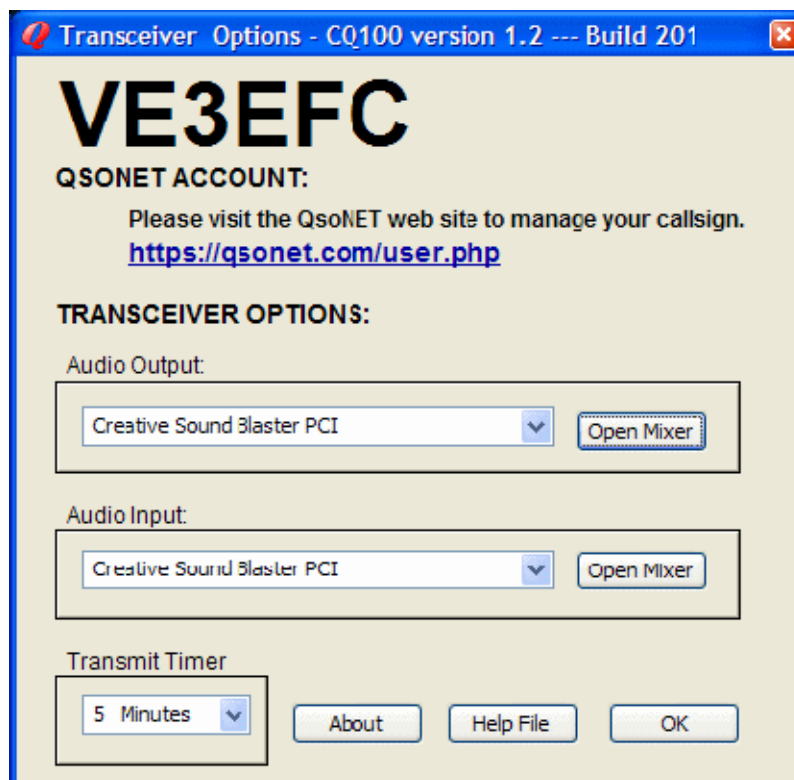 Transceiver Options - CQ100 version 1.2 --- Build 201
VE3EFC
QSONET ACCOUNT:
Please visit the QsoNET web site to manage your callsign.
https://qsonet.com/user.php
TRANSCEIVER OPTIONS:
Audio Output:
Creative Sound Blaster PCI
Open Mixer
Audio Input:
Creative Sound Blaster PCI
Open Mixer
Transmit Timer
5 Minutes
About
Help File
OK